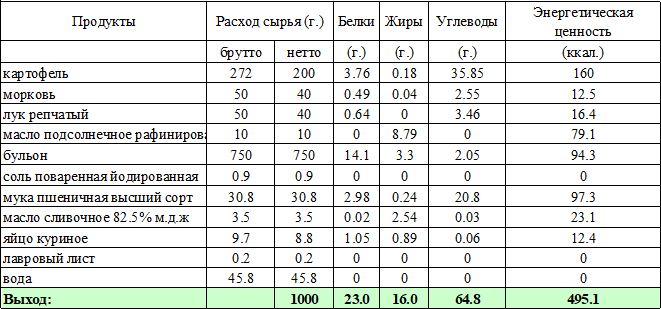 Продукты Расход сырья (г.) Белки Жиры Углеводы Энергетическая ценность
брутто нетто (г.) (г.) (г.) (ккал.)
картофель 272 200 3.76 0.18 35.85 160
морковь 50 40 0.49 0.04 2.55 12.5
лук репчатый 50 40 0.64 0 3.46 16.4
масло подсолнечное рафинирова 10 10 0 8.79 0 79.1
бульон 750 750 14.1 3.3 2.05 94.3
соль поваренная йодированная 0.9 0.9 0 0 0 0
мука пшеничная высший сорт 30.8 30.8 2.98 0.24 20.8 97.3
масло сливочное 82.5% м.д.ж 3.5 3.5 0.02 2.54 0.03 23.1
яйцо куриное 9.7 8.8 1.05 0.89 0.06 12.4
лавровый лист 0.2 0.2 0 0 0 0
вода 45.8 45.8 0 0 0 0
Выход: 1000 23.0 16.0 64.8 495.1